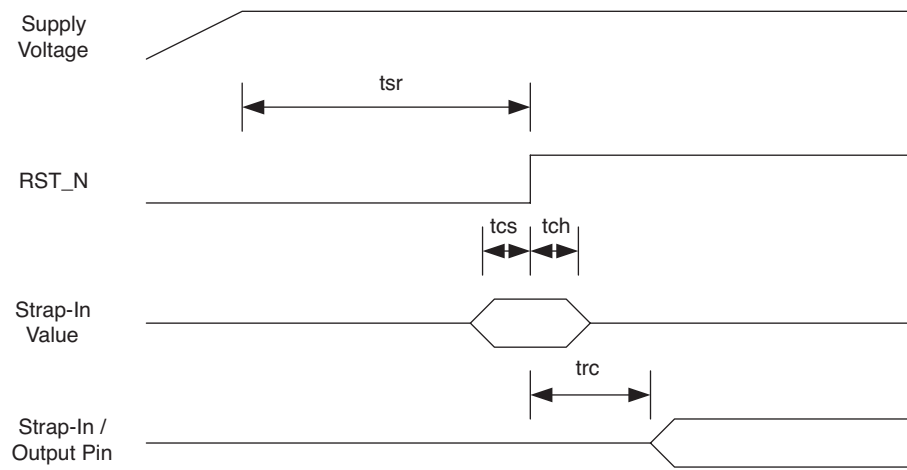 Supply
Voltage
tsr
RST_N
tcs
tch
Strap-In
Value
trc
Strap-In /
Output Pin